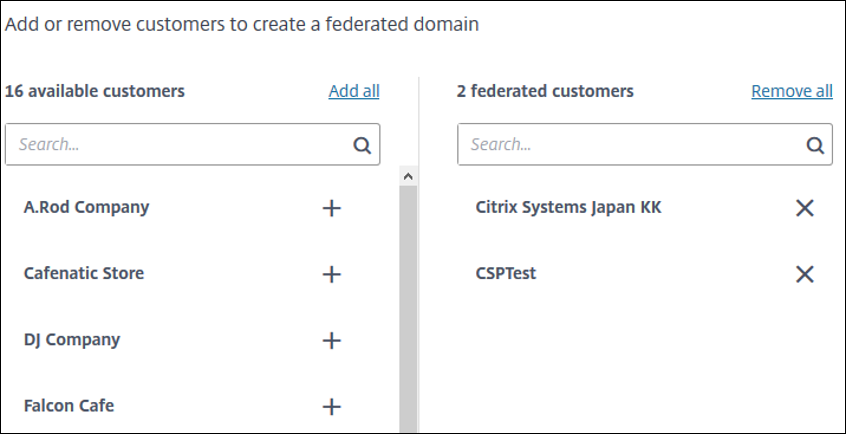 Add or remove customers to create a federated domain
16 available customers
Add all
Search...
A.Rod Company
Cafenatic Store
DJ Company
Falcon Cafe
2 federated customers
Remove all
Search...
Citrix Systems Japan KK
CSPTest